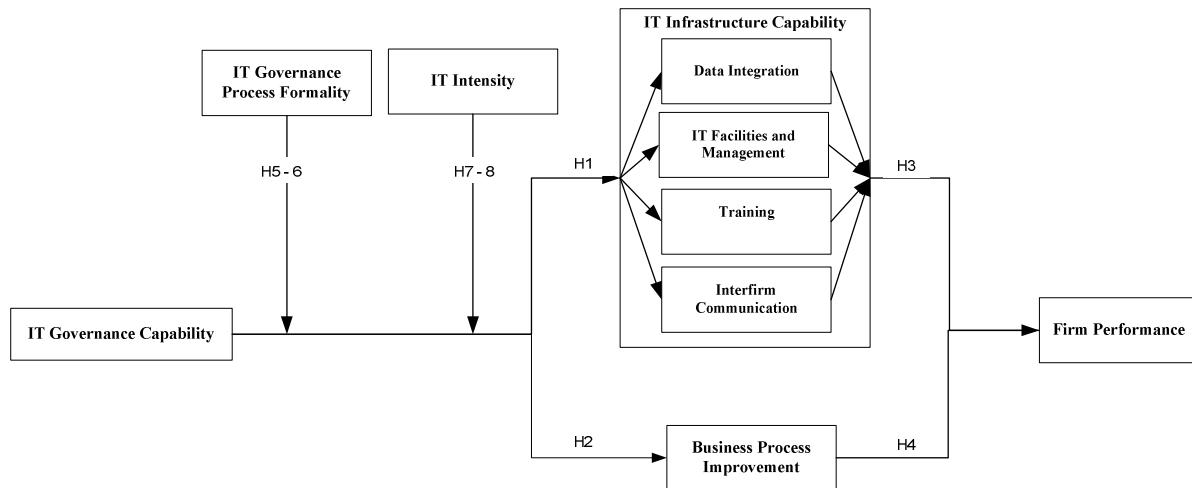 IT Infrastructure Capability
IT Governance
Process Formality
IT Intensity
Data Integration
IT Facilities and
Management
Training
Interfirm
Communication
H5 - 6
H7 - 8
H1
H3
IT Governance Capability
Firm Performance
H2
Business Process
Improvement
H4